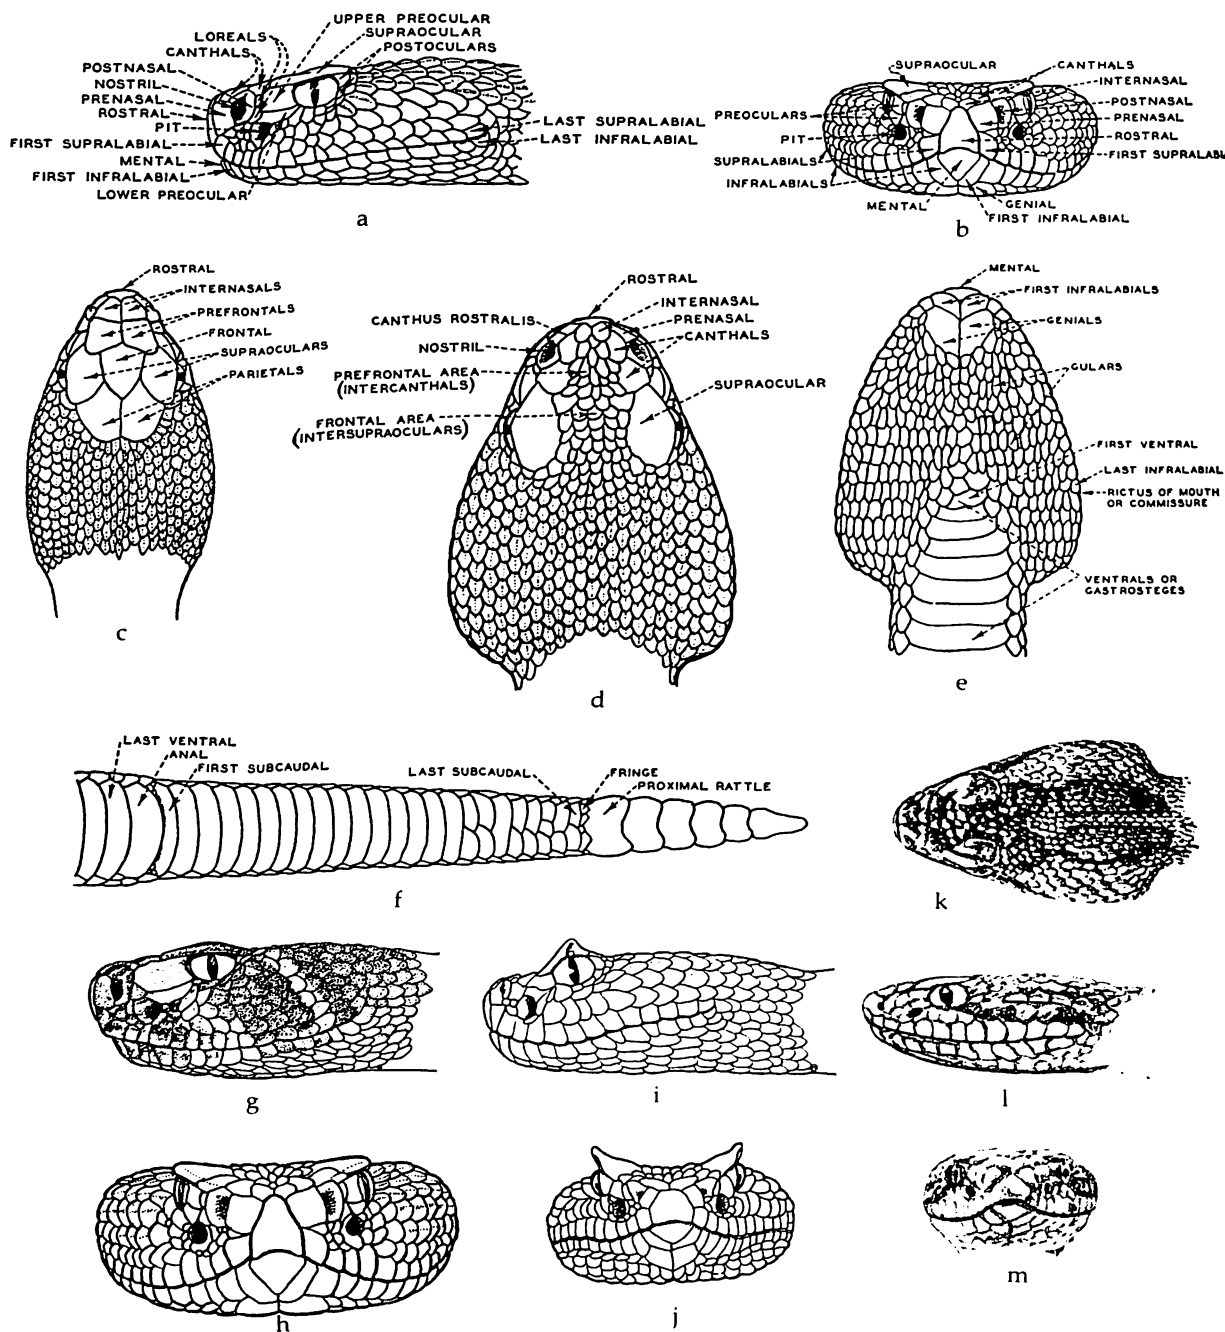 UPPER PREOCULAR
SUPRAOCULAR
POSTOCULARS
LOREALS
CANTHALS
POSTNASAL
NOSTRIL
PRENASAL
ROSTRAL
PIT
FIRST SUPRALABIAL
MENTAL
FIRST INFRALABIAL
LOWER PREOCULAR
LAST SUPRALABIAL
LAST INFRALABIAL
a
SUPRAOCULAR
PREOCULARS
PIT
SUPRALABIALS
INFRALABIALS
MENTAL
CANTHALS
INTERNASAL
POSTNASAL
PRENASAL
ROSTRAL
FIRST SUPRALABI
GENIAL
FIRST INFRALABIAL
b
ROSTRAL
INTERNASALS
PREFRONTALS
FRONTAL
SUPRAOCULARS
PARIETALS
c
CANTHUS ROSTRALIS
NOSTRIL
PREFRONTAL AREA
(INTERCANTHALS)
FRONTAL AREA
(INTERSUPRAOCULARS)
ROSTRAL
INTERNASAL
PRENASAL
CANTHALS
SUPRAOCULAR
d
MENTAL
FIRST INFRALABIALS
GENIALS
GULARS
FIRST VENTRAL
LAST INFRALABIAL
RICTUS OF MOUTH
OR COMMISSURE
VENTRALS OR
GASTROSTEGES
e
LAST VENTRAL
ANAL
FIRST SUBCAUDAL
LAST SUBCAUDAL
FRINGE
PROXIMAL RATTLE
f
k
g
i
l
h
j
m